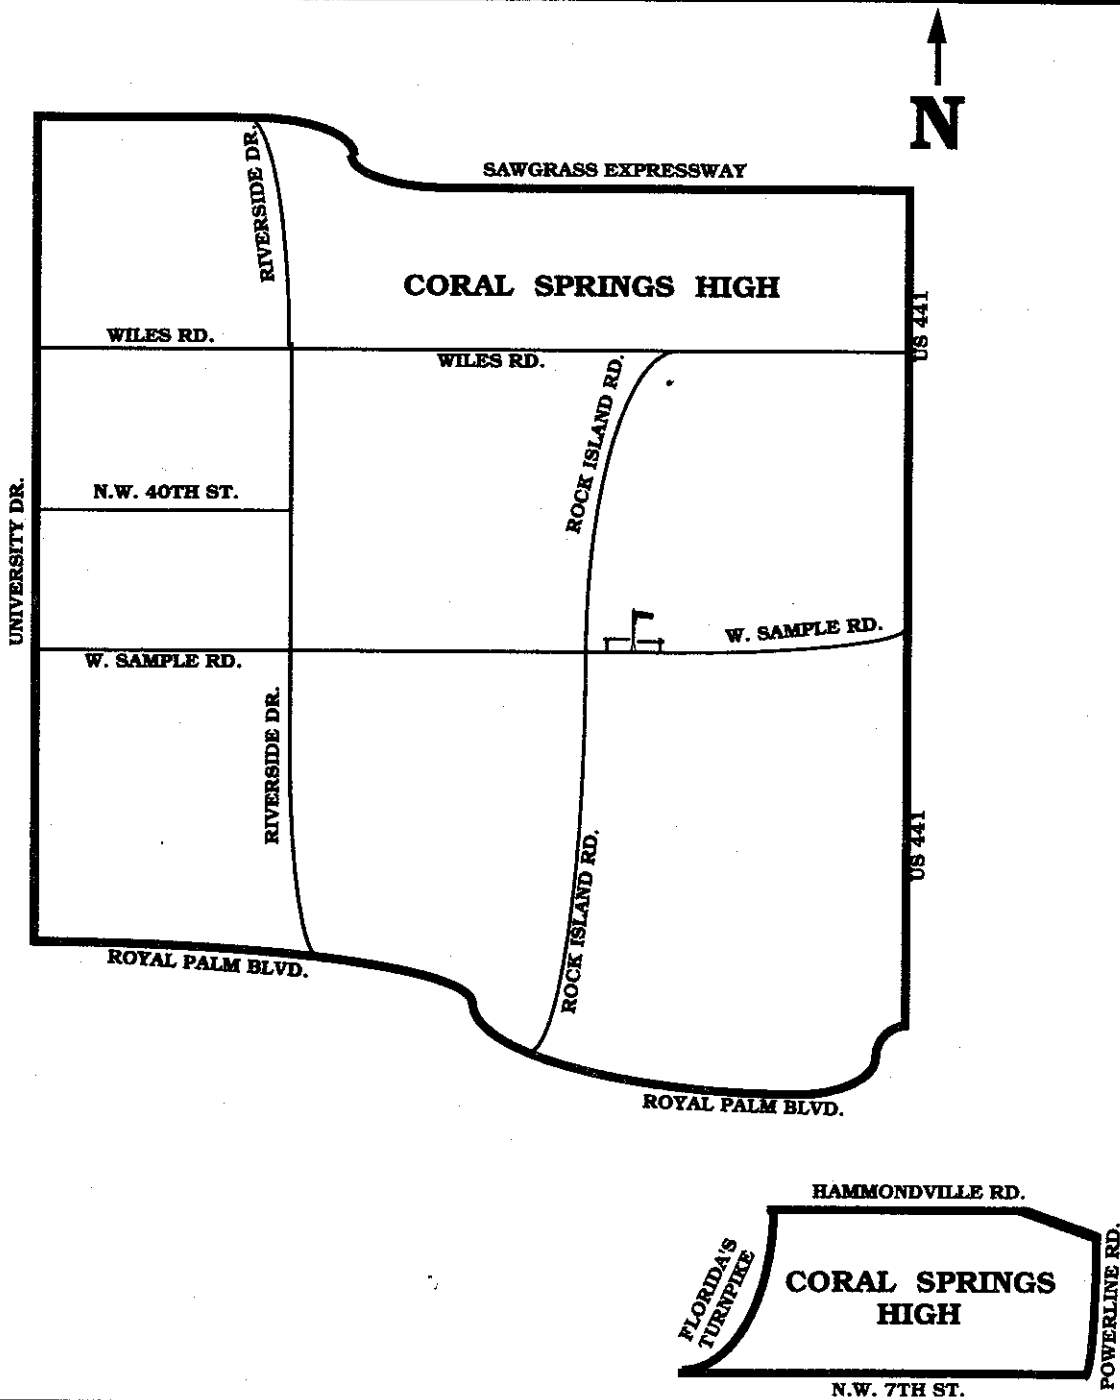 N
SAWGRASS EXPRESSWAY
RIVERSIDE DR.
CORAL SPRINGS HIGH
US 441
WILES RD.
WILES RD.
ROCK ISLAND RD.
N.W. 40TH ST.
UNIVERSITY DR.
W. SAMPLE RD.
W. SAMPLE RD.
RIVERSIDE DR.
US 441
ROCK ISLAND RD.
ROYAL PALM BLVD.
ROYAL PALM BLVD.
HAMMONDVILLE RD.
FLORIDA'S
TURNPIKE
CORAL SPRINGS
HIGH
POWERLINE RD.
N.W. 7TH ST.